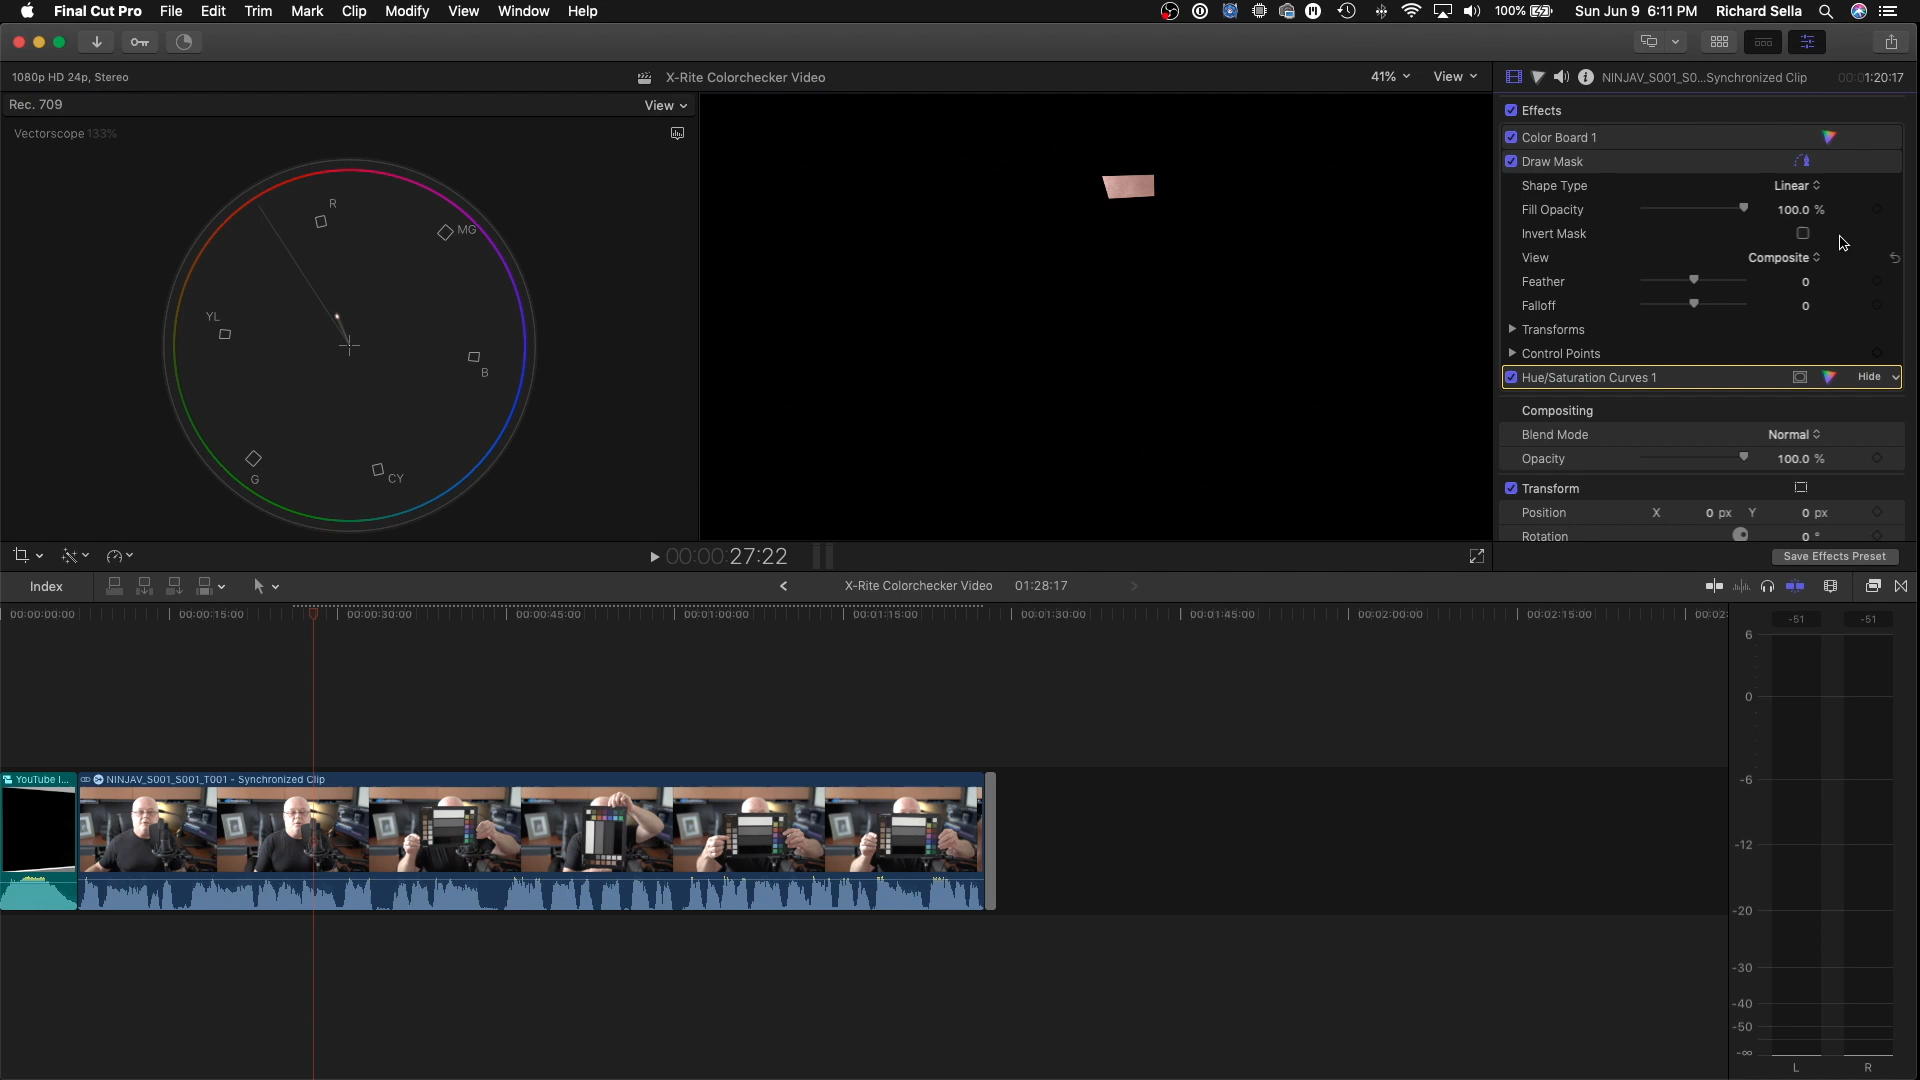 Final Cut Pro File Edit Trim Mark Clip Modify View Window Help 100% Sun Jun 9 6:11 PM Richard Sella
1080p HD 24p, Stereo X-Rite Colorchecker Video 41% View NINJAV_S001_S0...Synchronized Clip 00:01:20:17
Rec. 709 View
Vectorscope 133%
R
MG
YL
B
G
CY
Effects
Color Board 1
Draw Mask
Shape Type Linear
Fill Opacity 100.0 %
Invert Mask
View Composite
Feather 0
Falloff 0
Transforms
Control Points
Hue/Saturation Curves 1 Hide
Compositing
Blend Mode Normal
Opacity 100.0 %
Transform
Position X 0 px Y 0 px
Rotation 0 °
00:00:27:22 Save Effects Preset
Index X-Rite Colorchecker Video 01:28:17
00:00:00:00 00:00:15:00 00:00:30:00 00:00:45:00 00:01:00:00 00:01:15:00 00:01:30:00 00:01:45:00 00:02:00:00 00:02:15:00 00:02:
-51 -51
6
0
-6
-12
-20
-30
-40
-50
-∞
L R
YouTube I... NINJAV_S001_S001_T001 - Synchronized Clip